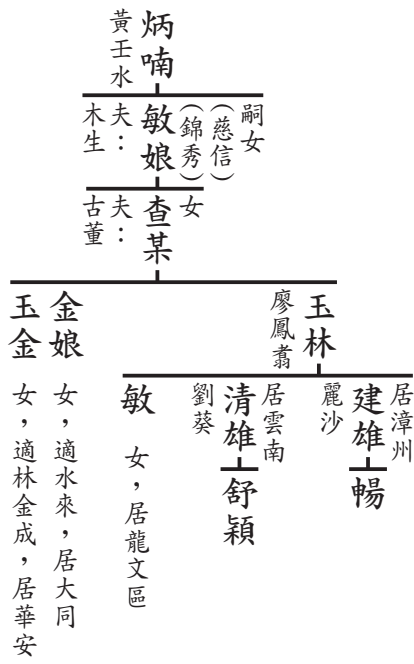 炳喃
黃壬水
嗣女
(慈信)
(錦秀)
敏娘
夫：
木生
女
查某
夫：
古董
玉林
廖鳳翥
金娘 女，適水來，居大同
玉金 女，適林金成，居華安
居漳州
建雄
麗沙
暢
居雲南
清雄
劉葵
舒穎
敏 女，居龍文區